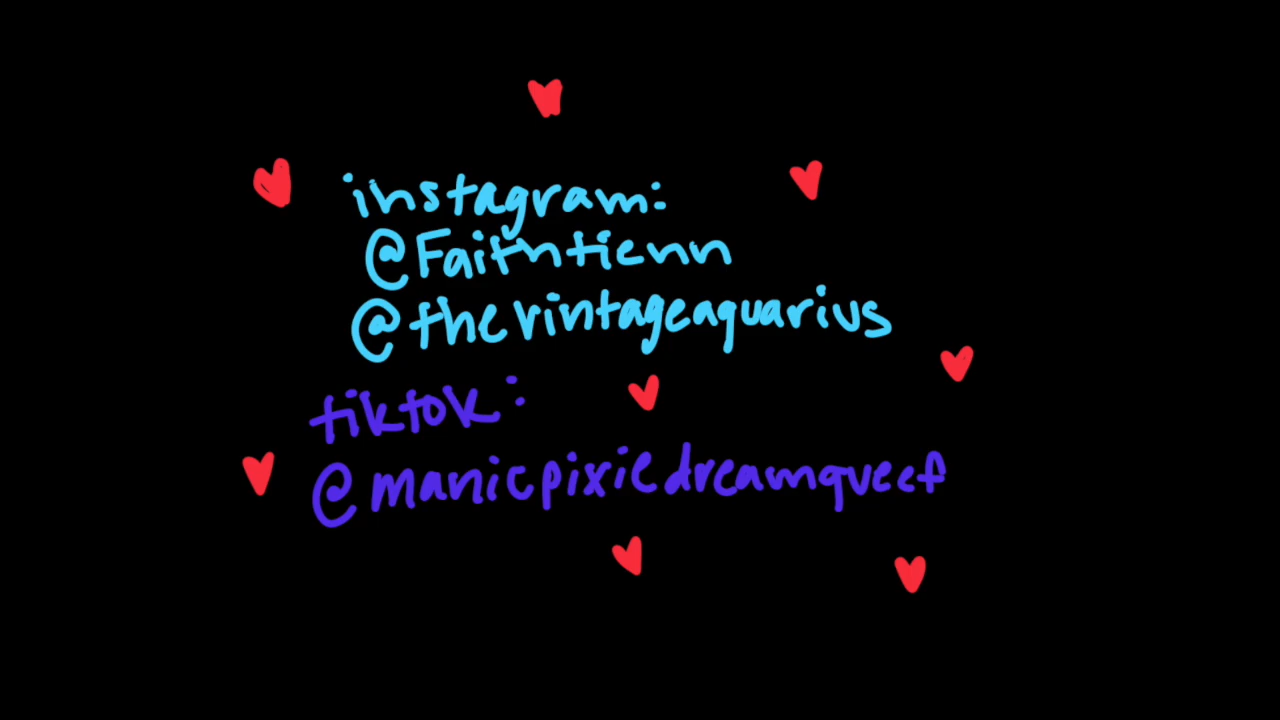 instagram:
@Faithtienn
@thevintageaquarius
tiktok:
@manicpixiedreamqueef